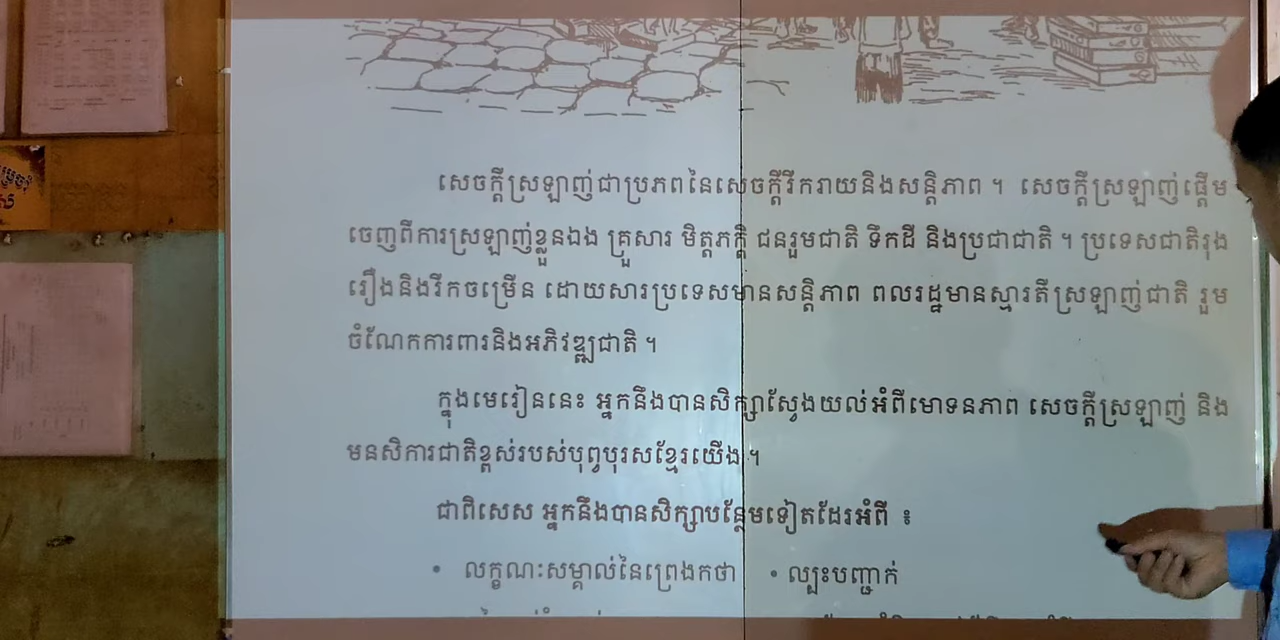 សេចក្ដីស្រឡាញ់ជាប្រភពនៃសេចក្ដីរីករាយនិងសន្តិភាព ។ សេចក្ដីស្រឡាញ់ផ្ដើម
ចេញពីការស្រឡាញ់ខ្លួនឯង គ្រួសារ មិត្តភក្ដិ ជនរួមជាតិ ទឹកដី និងប្រជាជាតិ ។ ប្រទេសជាតិរុង
រឿងនិងរីកចម្រើន ដោយសារប្រទេសមានសន្តិភាព ពលរដ្ឋមានស្មារតីស្រឡាញ់ជាតិ រួម
ចំណែកការពារនិងអភិវឌ្ឍជាតិ ។
ក្នុងមេរៀននេះ អ្នកនឹងបានសិក្សាស្វែងយល់អំពីមោទនភាព សេចក្ដីស្រឡាញ់ និង
មនសិការជាតិខ្ពស់របស់បុព្វបុរសខ្មែរយើង ។
ជាពិសេស អ្នកនឹងបានសិក្សាបន្ថែមទៀតដែរអំពី ៖
• លក្ខណៈសម្គាល់នៃព្រេងកថា • ល្បះបញ្ជាក់